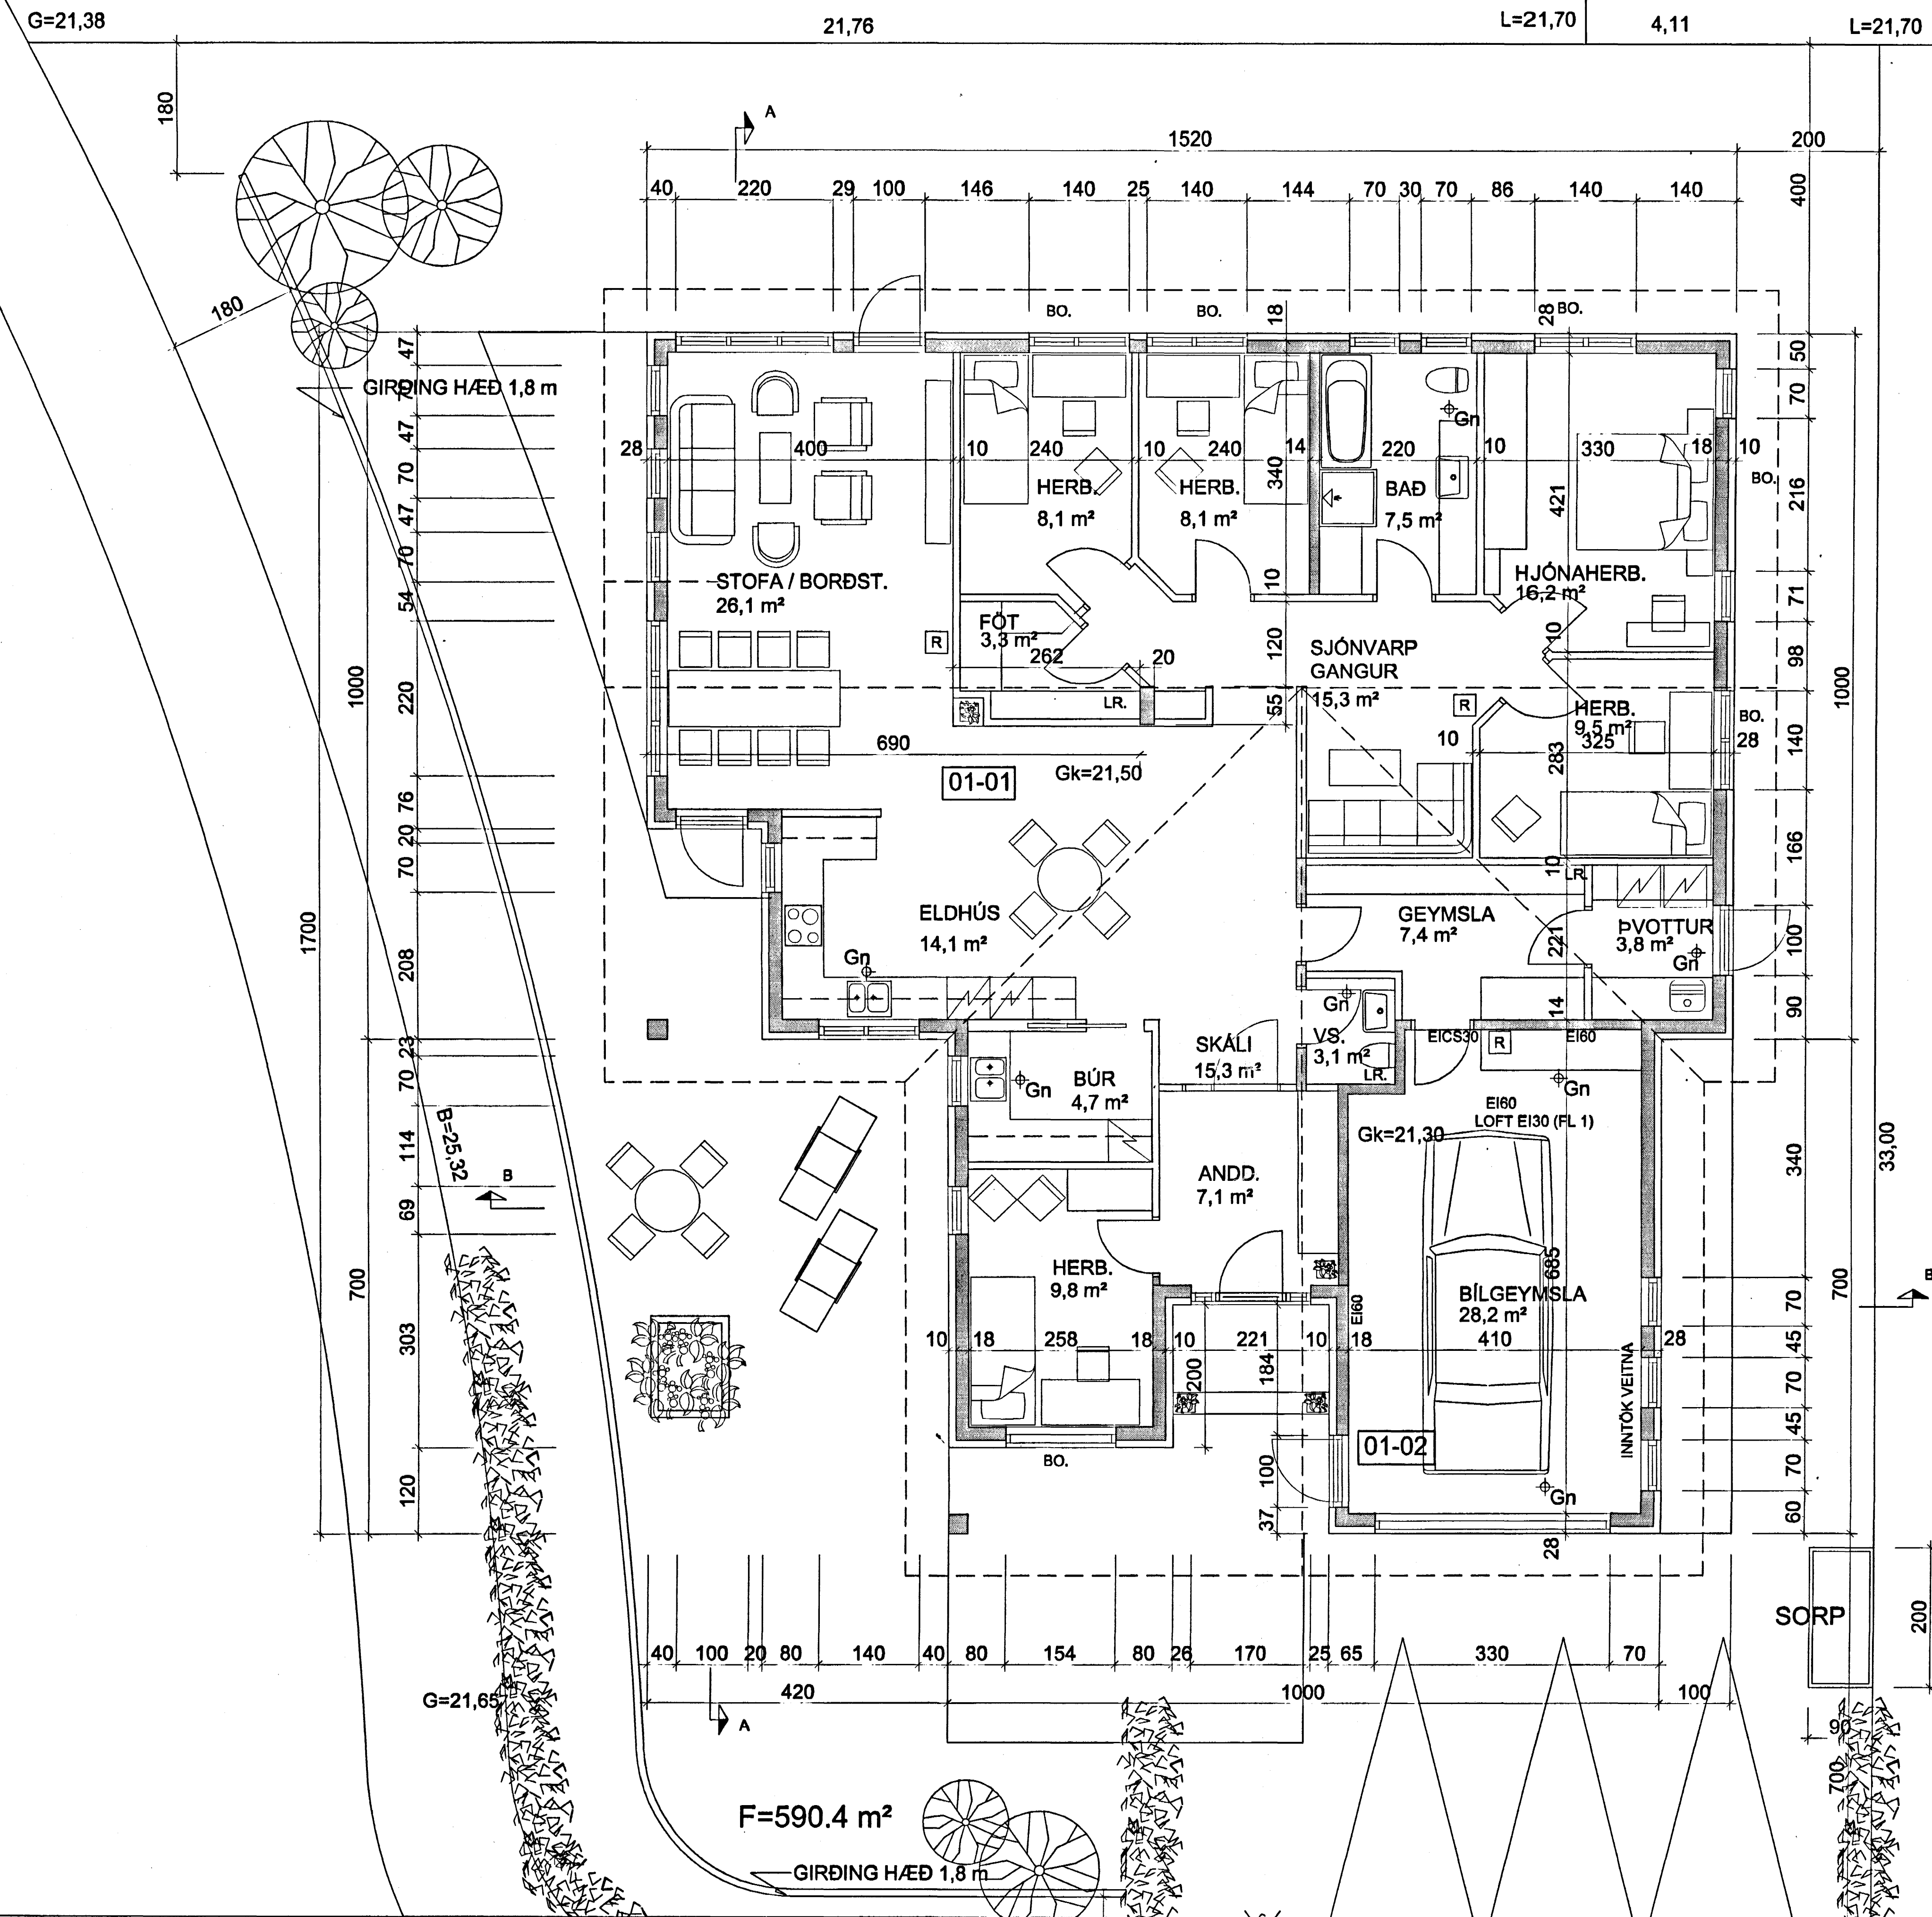 G=21,38
21,76
L=21,70
4,11
L=21,70
180
A
1520
200
40 220 29 100 146 140 25 140 144 70 30 70 86 140 140
400
180
BO.
BO.
18
28
BO.
47
GIRÐING HÆÐ 1,8 m
70
47
70
47
70
54
220
76
20
70
208
23
70
114
69
303
120
1000
700
1700
50
70
216
71
98
140
166
100
90
1000
28 400 10 240 10 240 14 220 10 330 18 10
BO.
Gn
340
421
HERB.
8,1 m²
HERB.
8,1 m²
BAÐ
7,5 m²
STOFA / BORÐST.
26,1 m²
HJÓNAHERB.
16,2 m²
10
FÖT
3,3 m²
R
262
20
120
10
SJÓNVARP
GANGUR
15,3 m²
LR.
55
R
HERB.
9,5 m²
BO.
690
10
325
28
283
01-01
Gk=21,50
10
LR.
ELDHÚS
14,1 m²
Gn
GEYMSLA
7,4 m²
221
ÞVOTTUR
3,8 m²
Gn
Gn
14
SKÁLI
15,3 m²
VS.
3,1 m²
LR.
EICS30
R
EI60
BÚR
4,7 m²
Gn
Gn
EI60
LOFT EI30 (FL 1)
Gk=21,30
B=25,32
B
ANDD.
7,1 m²
340
33,00
HERB.
9,8 m²
685
BÍLGEYMSLA
28,2 m²
EI60
B
70
45
70
45
70
60
700
10 18 258 18 10 221 10 18 410 28
200
184
INNTÖK VEITNA
01-02
BO.
100
37
Gn
28
SORP
200
40 100 20 80 140 40 80 154 80 26 170 25 65 330 70
420
1000
100
G=21,65
A
90
700
F=590.4 m²
GIRÐING HÆÐ 1,8 m